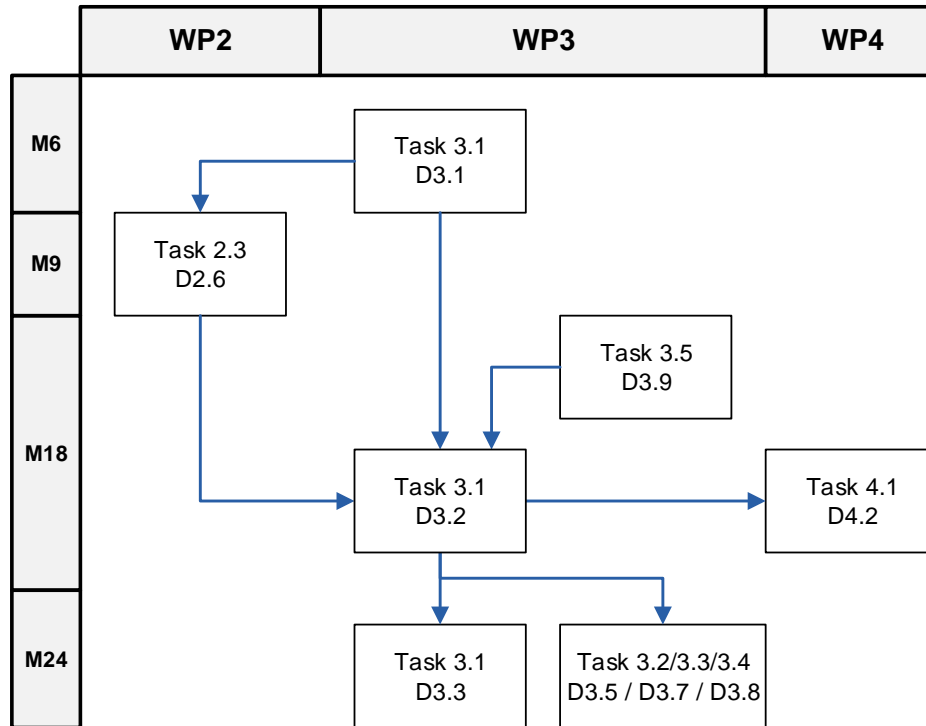 WP2
WP3
WP4
M6
Task 3.1
D3.1
M9
Task 2.3
D2.6
M18
Task 3.5
D3.9
Task 3.1
D3.2
Task 4.1
D4.2
M24
Task 3.1
D3.3
Task 3.2/3.3/3.4
D3.5 / D3.7 / D3.8